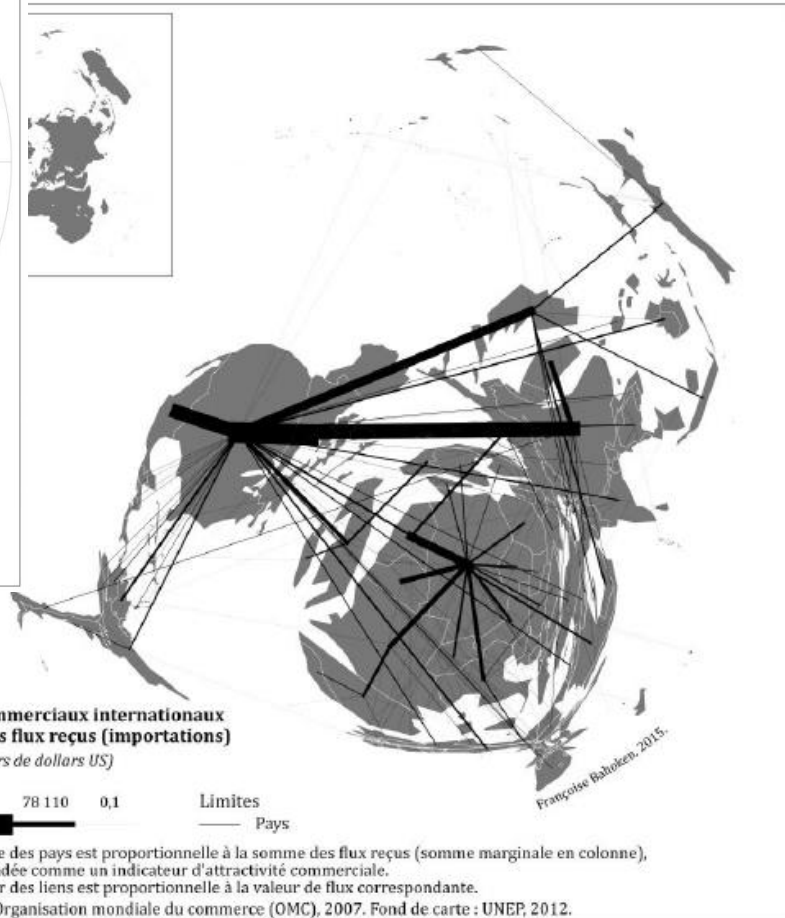 mmerciaux internationaux
s flux reçus (importations)
rs de dollars US)
78 110 0,1
Limites
Pays
Françoise Bahoken, 2015.
e des pays est proportionnelle à la somme des flux reçus (somme marginale en colonne),
dée comme un indicateur d'attractivité commerciale.
r des liens est proportionnelle à la valeur de flux correspondante.
Organisation mondiale du commerce (OMC), 2007. Fond de carte : UNEP, 2012.